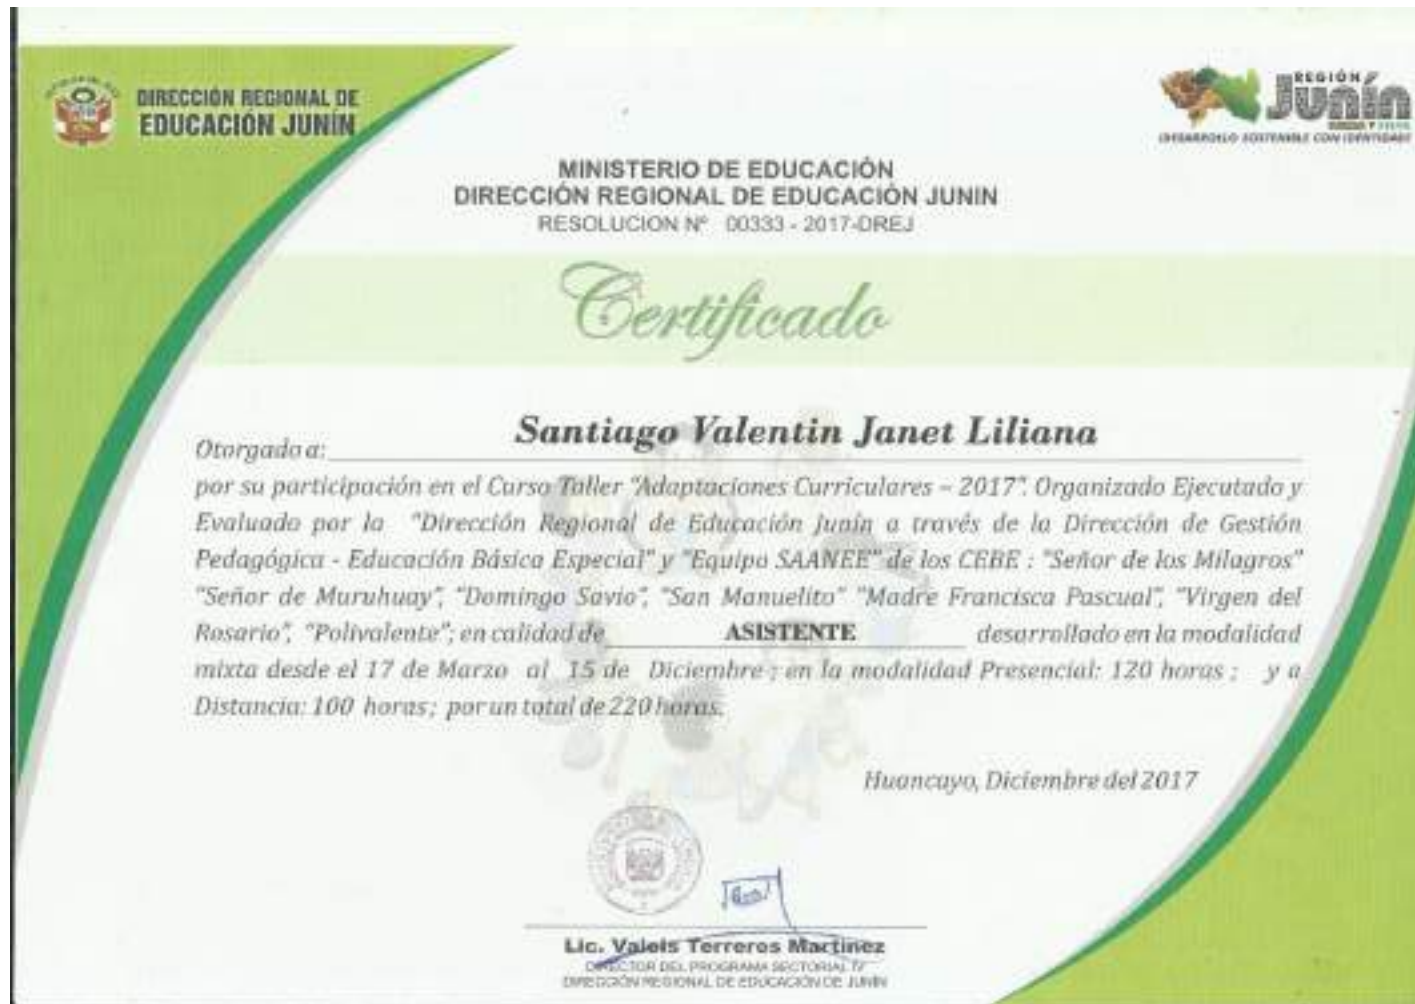 DIRECCIÓN REGIONAL DE
EDUCACIÓN JUNÍN
REGIÓN
Junín
DESARROLLO SOSTENIBLE CON IDENTIDAD
MINISTERIO DE EDUCACIÓN
DIRECCIÓN REGIONAL DE EDUCACIÓN JUNIN
RESOLUCION Nº 00333 - 2017-DREJ
Certificado
Otorgado a: Santiago Valentin Janet Liliana
por su participación en el Curso Taller "Adaptaciones Curriculares – 2017". Organizado Ejecutado y
Evaluado por la "Dirección Regional de Educación Junín a través de la Dirección de Gestión
Pedagógica - Educación Básica Especial" y "Equipo SAANEE" de los CEBE : "Señor de los Milagros"
"Señor de Muruhuay", "Domingo Savio", "San Manuelito" "Madre Francisca Pascual", "Virgen del
Rosario", "Polivalente"; en calidad de ASISTENTE desarrollado en la modalidad
mixta desde el 17 de Marzo al 15 de Diciembre ; en la modalidad Presencial: 120 horas ; y a
Distancia: 100 horas; por un total de 220 horas.
Huancayo, Diciembre del 2017
Lic. Valois Terreros Martinez
DIRECTOR DEL PROGRAMA SECTORIAL IV
DIRECCIÓN REGIONAL DE EDUCACIÓN DE JUNÍN